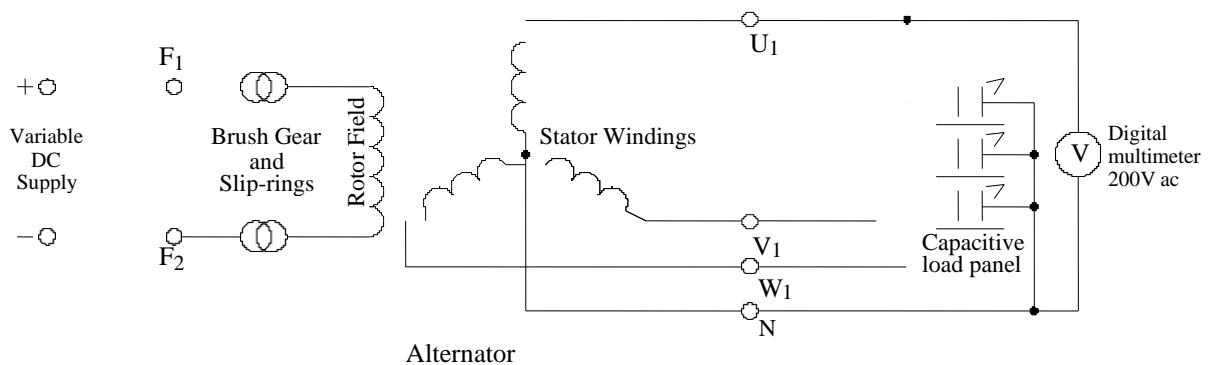 U1
F1
+
Variable
DC
Supply
−
Brush Gear
and
Slip-rings
Rotor Field
Stator Windings
V
Digital
multimeter
200V ac
F2
V1
Capacitive
load panel
W1
N
Alternator